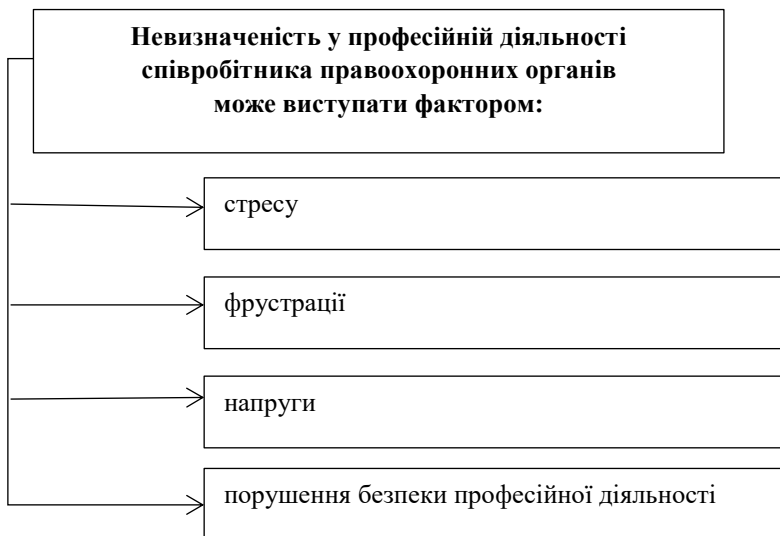 Невизначеність у професійній діяльності
співробітника правоохоронних органів
може виступати фактором:
стресу
фрустрації
напруги
порушення безпеки професійної діяльності